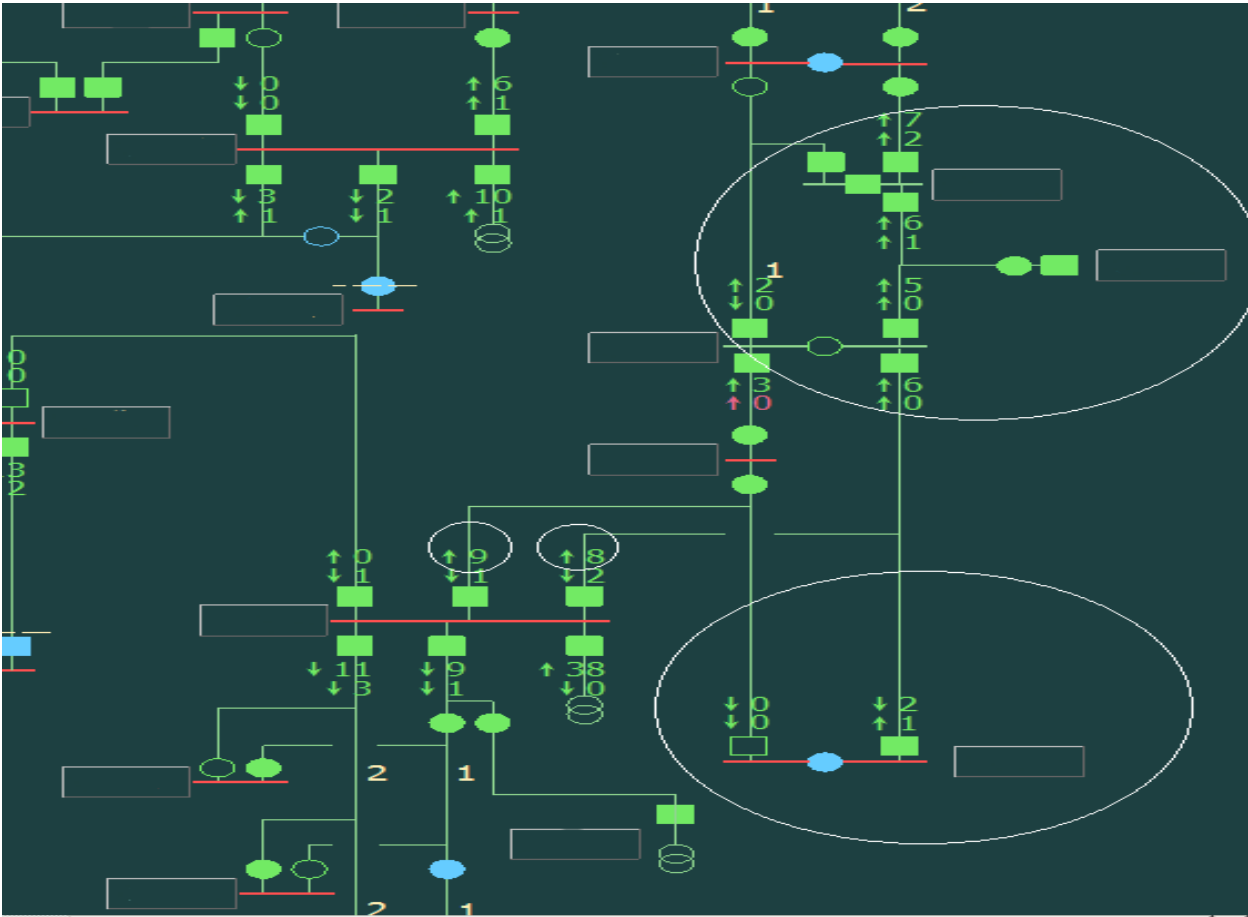 1 2
↓ 0 ↑ 6
↓ 0 ↑ 1
↑ 7
↑ 2
↓ 3 ↓ 2 ↑ 10
↑ 1 ↓ 1 ↑ 1
↑ 6
↑ 1
1
↑ 2 ↑ 5
↓ 0 ↑ 0
0
0
↑ 3 ↑ 6
↑ 0 ↑ 0
3
2
↑ 0 ↑ 9 ↑ 8
↓ 1 ↓ 1 ↓ 2
↓ 11 ↓ 9 ↑ 38
↓ 3 ↓ 1 ↓ 0
↓ 0 ↓ 2
↓ 0 ↑ 1
2 1
2 1